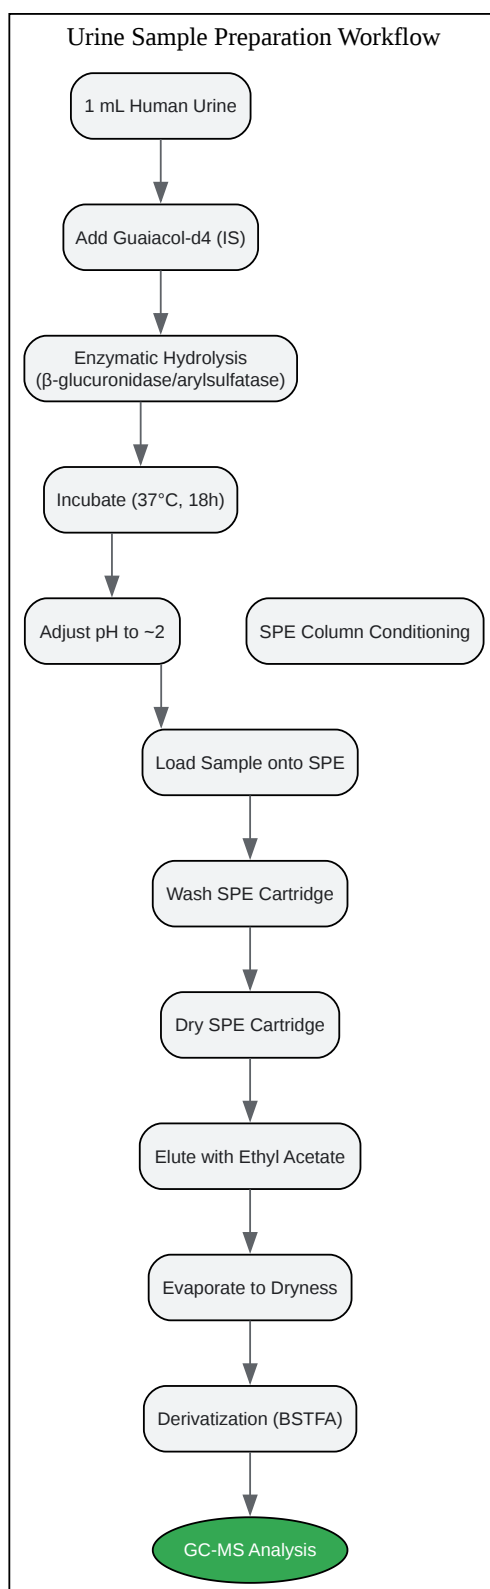 Urine Sample Preparation Workflow
1 mL Human Urine
Add Guaiacol-d4 (IS)
Enzymatic Hydrolysis
(β-glucuronidase/arylsulfatase)
Incubate (37°C, 18h)
Adjust pH to ~2
SPE Column Conditioning
Load Sample onto SPE
Wash SPE Cartridge
Dry SPE Cartridge
Elute with Ethyl Acetate
Evaporate to Dryness
Derivatization (BSTFA)
GC-MS Analysis